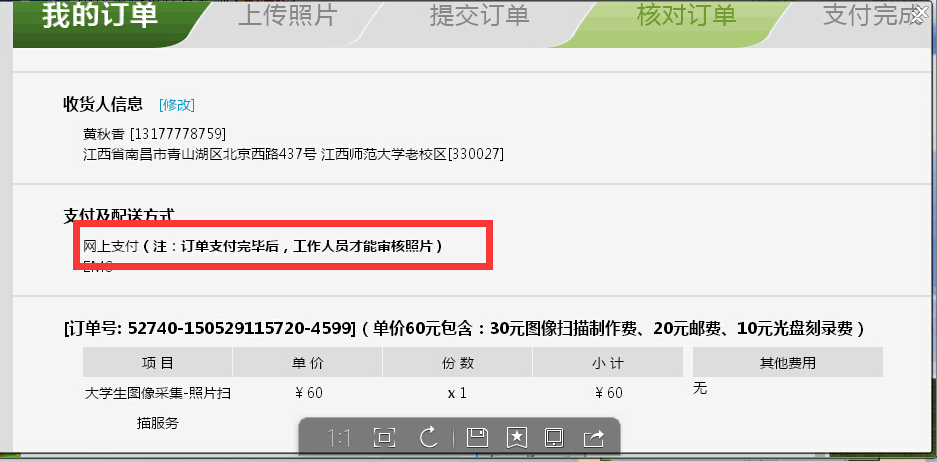 我的订单 上传照片 提交订单 核对订单 支付完成
收货人信息 [修改]
黄秋香 [13177778759]
江西省南昌市青山湖区北京西路437号 江西师范大学老校区[330027]
支付及配送方式
网上支付（注：订单支付完毕后，工作人员才能审核照片）
EMS
[订单号: 52740-150529115720-4599]（单价60元包含：30元图像扫描制作费、20元邮费、10元光盘刻录费）
项 目 单 价 份 数 小 计 其他费用
大学生图像采集-照片扫 ¥ 60 x 1 ¥ 60 无
描服务
1:1